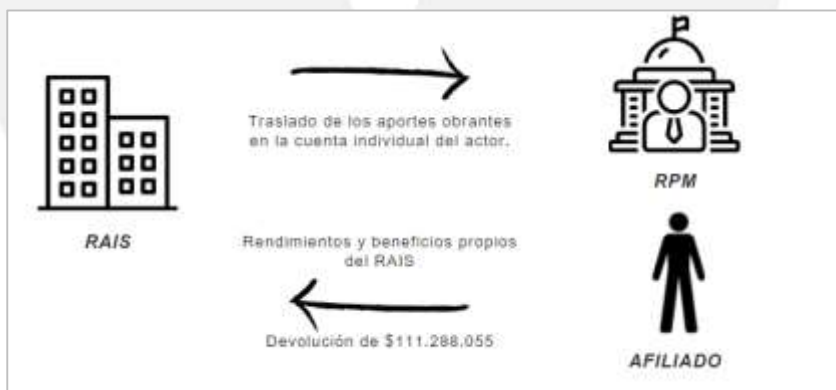 Traslado de los aportes obrantes
en la cuenta individual del actor.
RPM
RAIS
Rendimientos y beneficios propios
del RAIS
Devolución de $111.288.055
AFILIADO